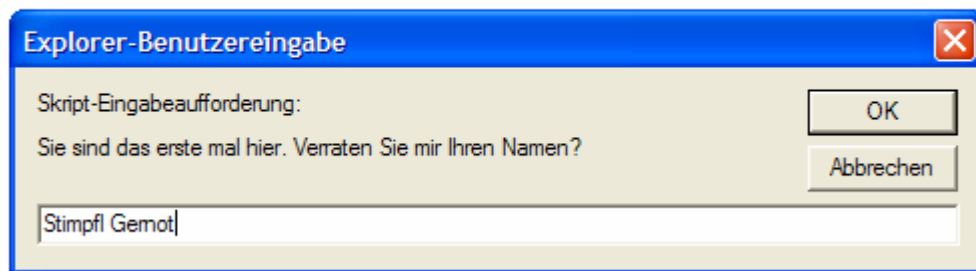 Explorer-Benutzereingabe
Skript-Eingabeaufforderung:
OK
Sie sind das erste mal hier. Verraten Sie mir Ihren Namen?
Abbrechen
Stimpfl Gernot